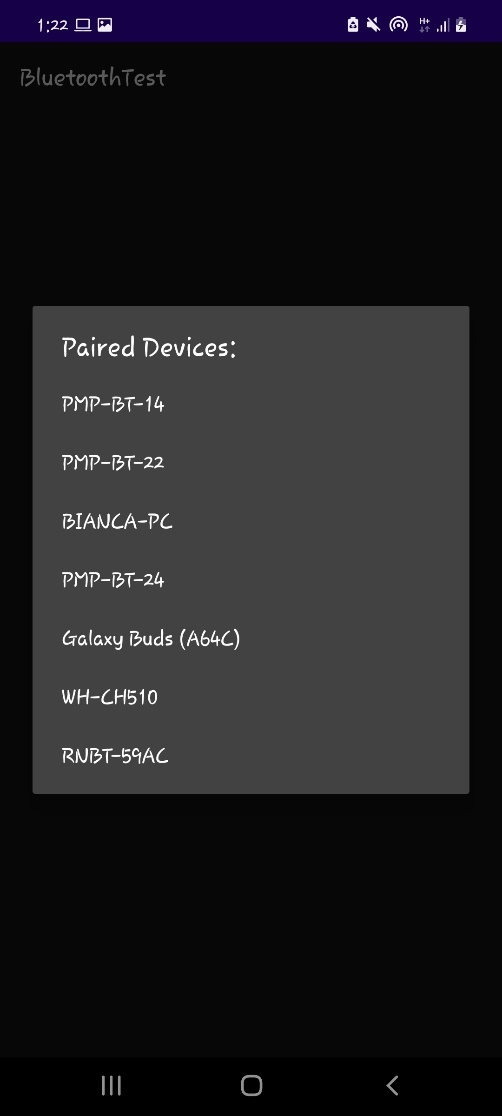 1:22
H+
BluetoothTest
Paired Devices:
PMP-BT-14
PMP-BT-22
BIANCA-PC
PMP-BT-24
Galaxy Buds (A64C)
WH-CH510
RNBT-59AC